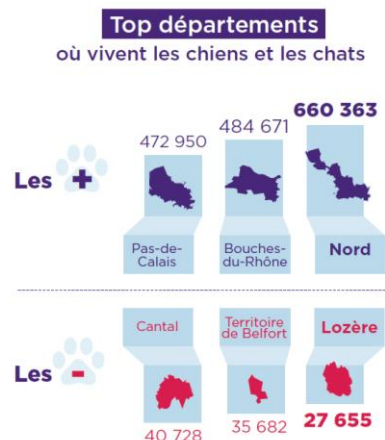 Top départements
où vivent les chiens et les chats
Les +
472 950
484 671
660 363
Pas-de-
Calais
Bouches-
du-Rhône
Nord
Les -
Cantal
Territoire
de Belfort
Lozère
40 728
35 682
27 655